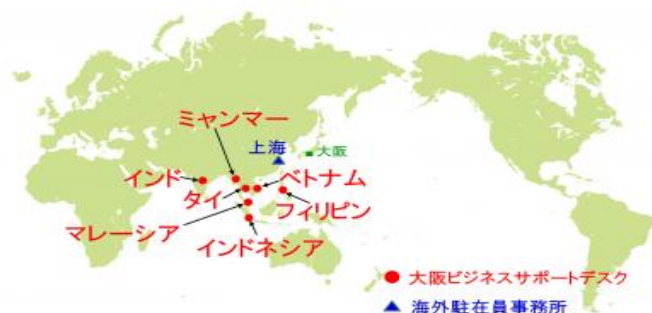 ミャンマー
上海
大阪
インド
ベトナム
タイ
フィリピン
マレーシア
インドネシア
大阪ビジネスサポートデスク
海外駐在員事務所